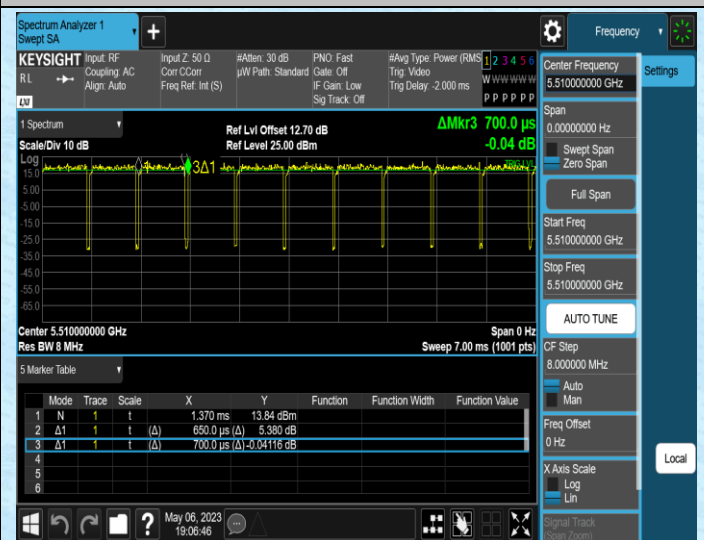 Spectrum Analyzer 1
Swept SA
+
Frequency
KEYSIGHT
RL
LXI
Input: RF
Coupling: AC
Align: Auto
Input Z: 50 Ω
Corr CCorr
Freq Ref: Int (S)
#Atten: 30 dB
µW Path: Standard
PNO: Fast
Gate: Off
IF Gain: Low
Sig Track: Off
#Avg Type: Power (RMS
Trig: Video
Trig Delay: -2.000 ms
1 2 3 4 5 6
W W W W W W
P P P P P P
Center Frequency
5.510000000 GHz
Settings
Span
0.00000000 Hz
Swept Span
Zero Span
Full Span
Start Freq
5.510000000 GHz
Stop Freq
5.510000000 GHz
AUTO TUNE
CF Step
8.000000 MHz
Auto
Man
Freq Offset
0 Hz
X Axis Scale
Log
Lin
Signal Track
(Span Zoom)
Local
1 Spectrum
Scale/Div 10 dB
Ref Lvl Offset 12.70 dB
Ref Level 25.00 dBm
ΔMkr3 700.0 µs
-0.04 dB
Log
TRIG LVL
1
3Δ1
15.0
5.00
-5.00
-15.0
-25.0
-35.0
-45.0
-55.0
-65.0
Center 5.510000000 GHz
Res BW 8 MHz
Span 0 Hz
Sweep 7.00 ms (1001 pts)
5 Marker Table
Mode Trace Scale X Y Function Function Width Function Value
1 N 1 t 1.370 ms 13.84 dBm
2 Δ1 1 t (Δ) 650.0 µs (Δ) 5.380 dB
3 Δ1 1 t (Δ) 700.0 µs (Δ) -0.04116 dB
4
5
6
?
May 06, 2023
19:06:46